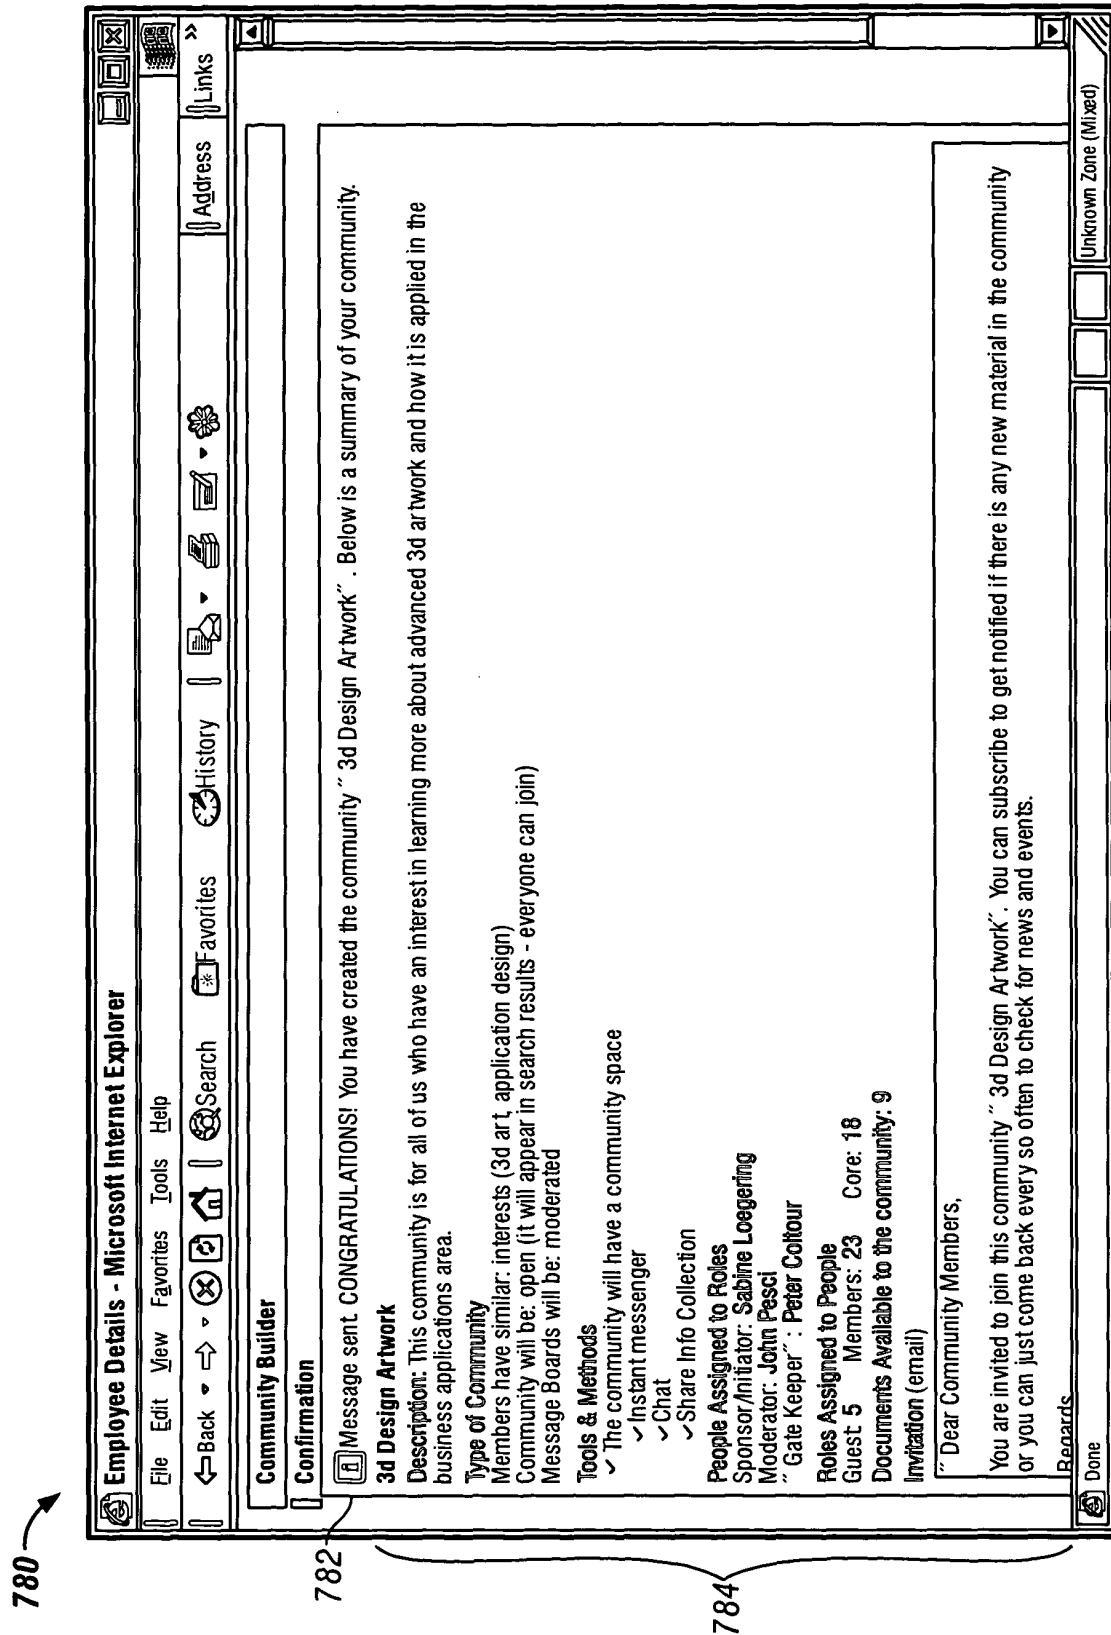 780
Employee Details - Microsoft Internet Explorer
File Edit View Favorites Tools Help
Back Search Favorites History Address Links »
Community Builder
Confirmation
782
i Message sent. CONGRATULATIONS! You have created the community ˝ 3d Design Artwork˝ . Below is a summary of your community.
784
3d Design Artwork
Description: This community is for all of us who have an interest in learning more about advanced 3d artwork and how it is applied in the
business applications area.
Type of Community
Members have similar: interests (3d art, application design)
Community will be: open (it will appear in search results - everyone can join)
Message Boards will be: moderated
Tools & Methods
✓ The community will have a community space
✓ Instant messenger
✓ Chat
✓ Share Info Collection
People Assigned to Roles
Sponsor/Initiator: Sabine Loegering
Moderator: John Pesci
˝ Gate Keeper˝ : Peter Coltour
Roles Assigned to People
Guest 5 Members: 23 Core: 18
Documents Available to the community: 9
Invitation (email)
˝ Dear Community Members,
You are invited to join this community ˝ 3d Design Artwork˝. You can subscribe to get notified if there is any new material in the community
or you can just come back every so often to check for news and events.
Regards
Done Unknown Zone (Mixed)